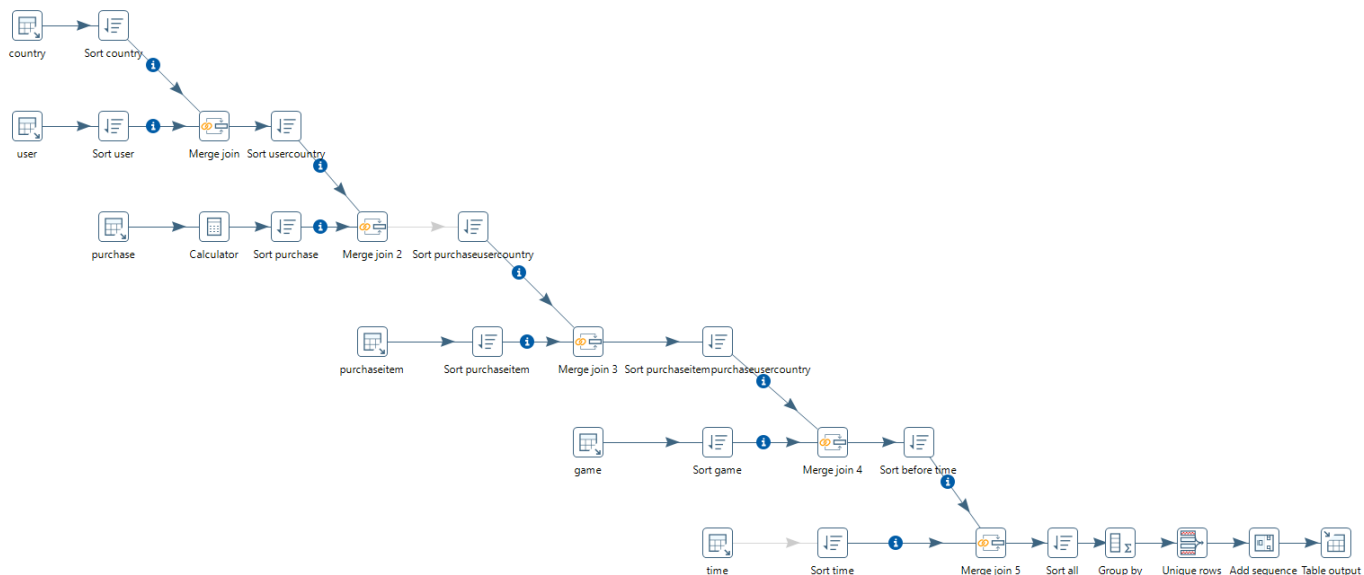 country
Sort country
user
Sort user
Merge join
Sort usercountry
purchase
Calculator
Sort purchase
Merge join 2
Sort purchaseusercountry
purchaseitem
Sort purchaseitem
Merge join 3
Sort purchaseitempurchaseusercountry
game
Sort game
Merge join 4
Sort before time
time
Sort time
Merge join 5
Sort all
Group by
Unique rows
Add sequence
Table output